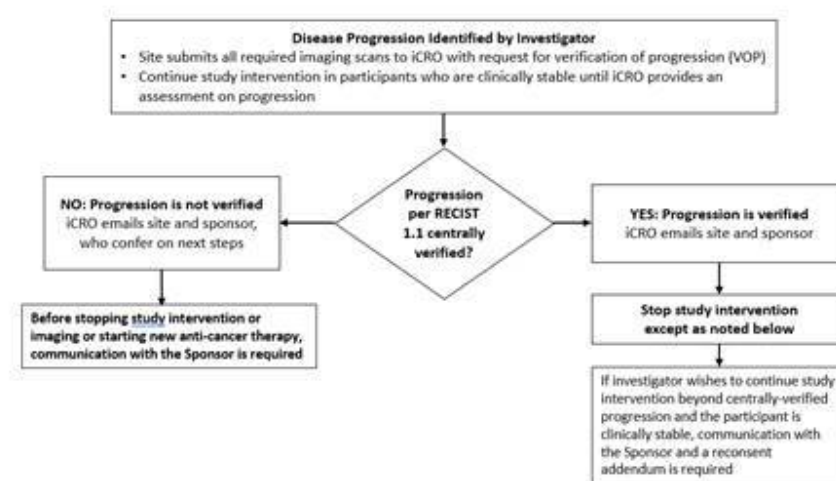 Disease Progression Identified by Investigator
• Site submits all required imaging scans to iCRO with request for verification of progression (VOP)
• Continue study intervention in participants who are clinically stable until iCRO provides an
assessment on progression
Progression
per RECIST
1.1 centrally
verified?
NO: Progression is not verified
iCRO emails site and sponsor,
who confer on next steps
Before stopping study intervention or
imaging or starting new anti-cancer therapy,
communication with the Sponsor is required
YES: Progression is verified
iCRO emails site and sponsor
Stop study intervention
except as noted below
If investigator wishes to continue study
intervention beyond centrally-verified
progression and the participant is
clinically stable, communication with
the Sponsor and a reconsent
addendum is required